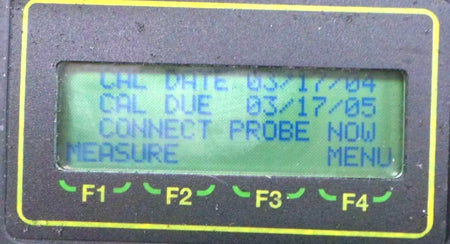 CAL DATE 03/17/04
CAL DUE 03/17/05
CONNECT PROBE NOW
MEASURE MENU
F1 F2 F3 F4